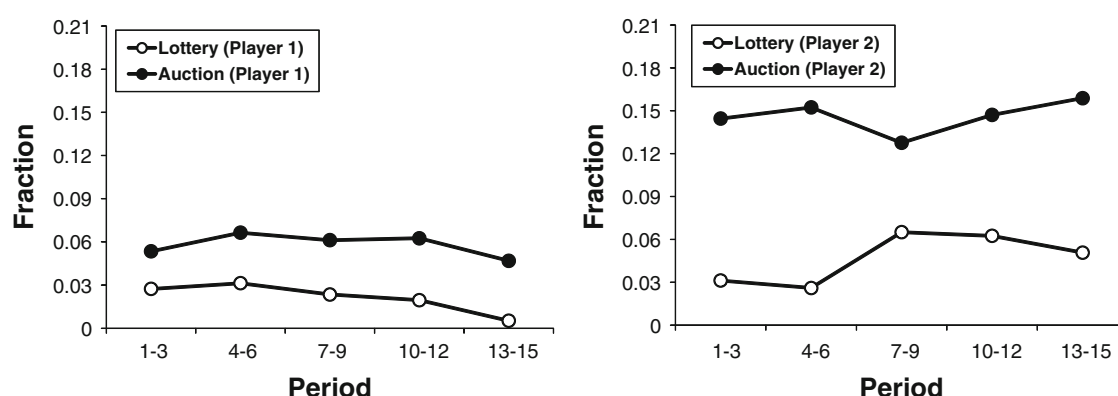 0.21
0.18
0.15
0.12
0.09
0.06
0.03
0
Fraction
Lottery (Player 1)
Auction (Player 1)
1-3 4-6 7-9 10-12 13-15
Period
0.21
0.18
0.15
0.12
0.09
0.06
0.03
0
Fraction
Lottery (Player 2)
Auction (Player 2)
1-3 4-6 7-9 10-12 13-15
Period